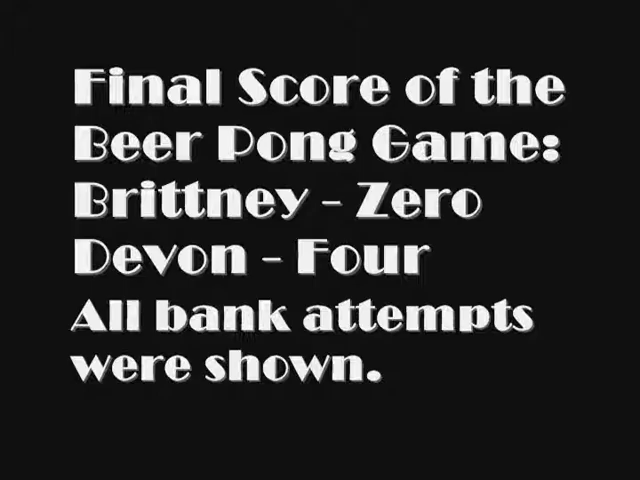 Final Score of the
Beer Pong Game:
Brittney - Zero
Devon - Four
All bank attempts
were shown.